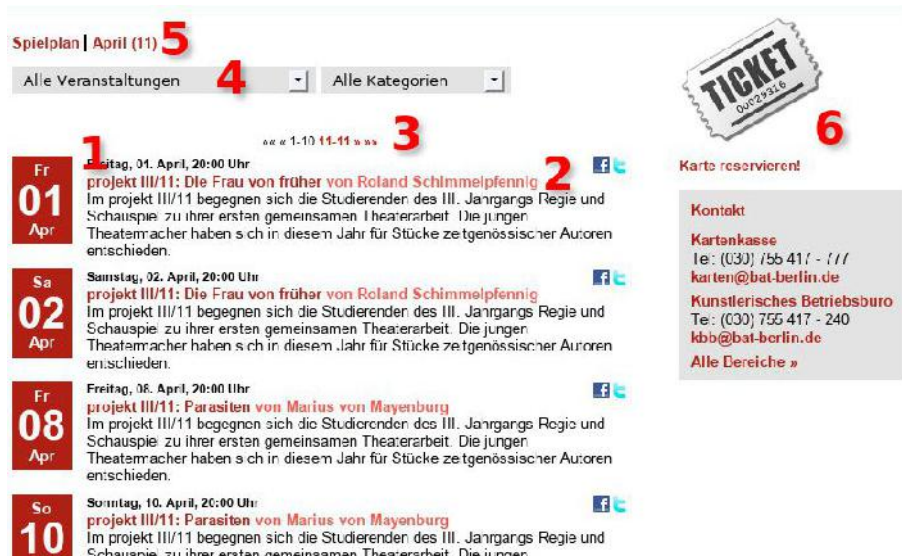 Spielplan | April (11) 5
Alle Veranstaltungen 4 Alle Kategorien
«« « 1-10 11-11 » »» 3
1
Fr
01
Apr
Freitag, 01. April, 20:00 Uhr
projekt III/11: Die Frau von früher von Roland Schimmelpfennig 2
Im projekt III/11 begegnen sich die Studierenden des III. Jahrgangs Regie und
Schauspiel zu ihrer ersten gemeinsamen Theaterarbeit. Die jungen
Theatermacher haben sich in diesem Jahr für Stücke zeitgenössischer Autoren
entschieden.
Sa
02
Apr
Samstag, 02. April, 20:00 Uhr
projekt III/11: Die Frau von früher von Roland Schimmelpfennig
Im projekt III/11 begegnen sich die Studierenden des III. Jahrgangs Regie und
Schauspiel zu ihrer ersten gemeinsamen Theaterarbeit. Die jungen
Theatermacher haben sich in diesem Jahr für Stücke zeitgenössischer Autoren
entschieden.
Fr
08
Apr
Freitag, 08. April, 20:00 Uhr
projekt III/11: Parasiten von Marius von Mayenburg
Im projekt III/11 begegnen sich die Studierenden des III. Jahrgangs Regie und
Schauspiel zu ihrer ersten gemeinsamen Theaterarbeit. Die jungen
Theatermacher haben sich in diesem Jahr für Stücke zeitgenössischer Autoren
entschieden.
So
10
Sonntag, 10. April, 20:00 Uhr
projekt III/11: Parasiten von Marius von Mayenburg
Im projekt III/11 begegnen sich die Studierenden des III. Jahrgangs Regie und
Schauspiel zu ihrer ersten gemeinsamen Theaterarbeit. Die jungen
TICKET
00029316
6
Karte reservieren!
Kontakt
Kartenkasse
Tel: (030) 755 417 - 777
karten@bat-berlin.de
Künstlerisches Betriebsbüro
Tel: (030) 755 417 - 240
kbb@bat-berlin.de
Alle Bereiche »